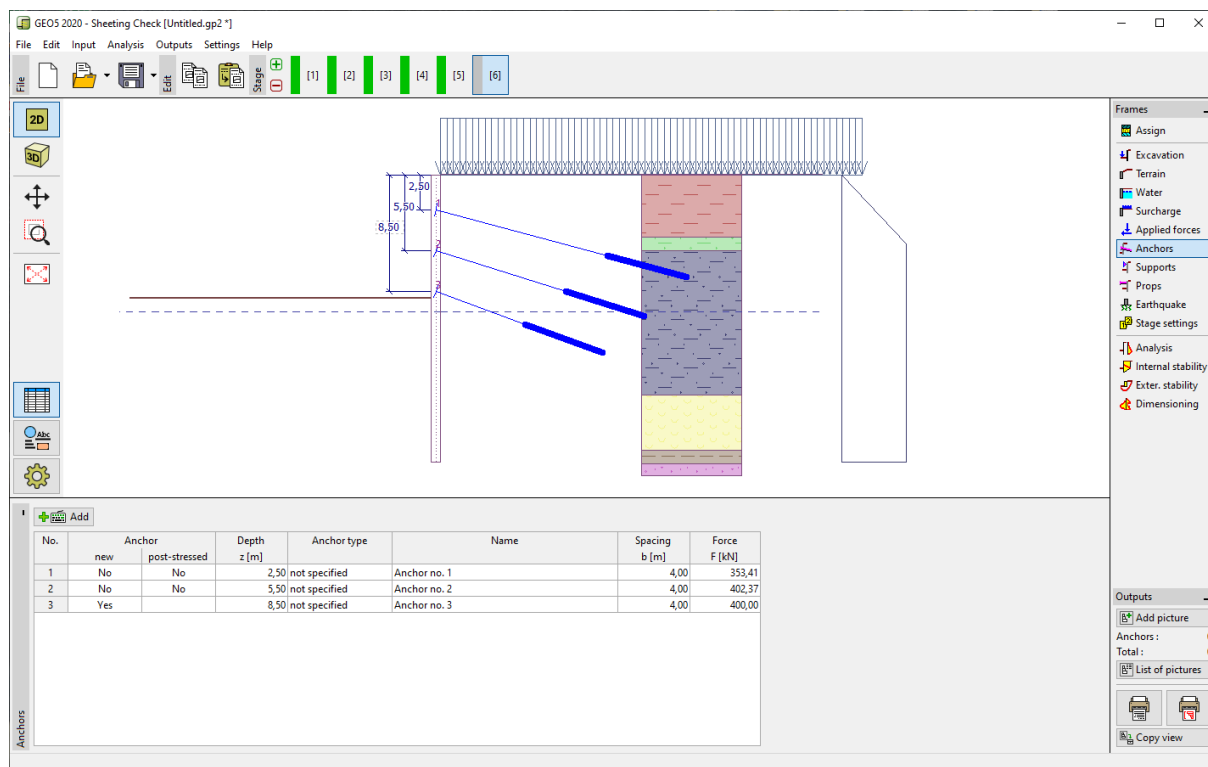 GEO5 2020 - Sheeting Check [Untitled.gp2 *]
File Edit Input Analysis Outputs Settings Help
File
Edit
Stage
[1] [2] [3] [4] [5] [6]
2D
3D
2,50
5,50
8,50
1
2
3
Abc
Frames
Assign
Excavation
Terrain
Water
Surcharge
Applied forces
Anchors
Supports
Props
Earthquake
Stage settings
Analysis
Internal stability
Exter. stability
Dimensioning
Add
No. Anchor Depth Anchor type Name Spacing Force
new post-stressed z [m] b [m] F [kN]
1 No No 2,50 not specified Anchor no. 1 4,00 353,41
2 No No 5,50 not specified Anchor no. 2 4,00 402,37
3 Yes 8,50 not specified Anchor no. 3 4,00 400,00
Anchors
Outputs
Add picture
Anchors :
Total :
List of pictures
Copy view